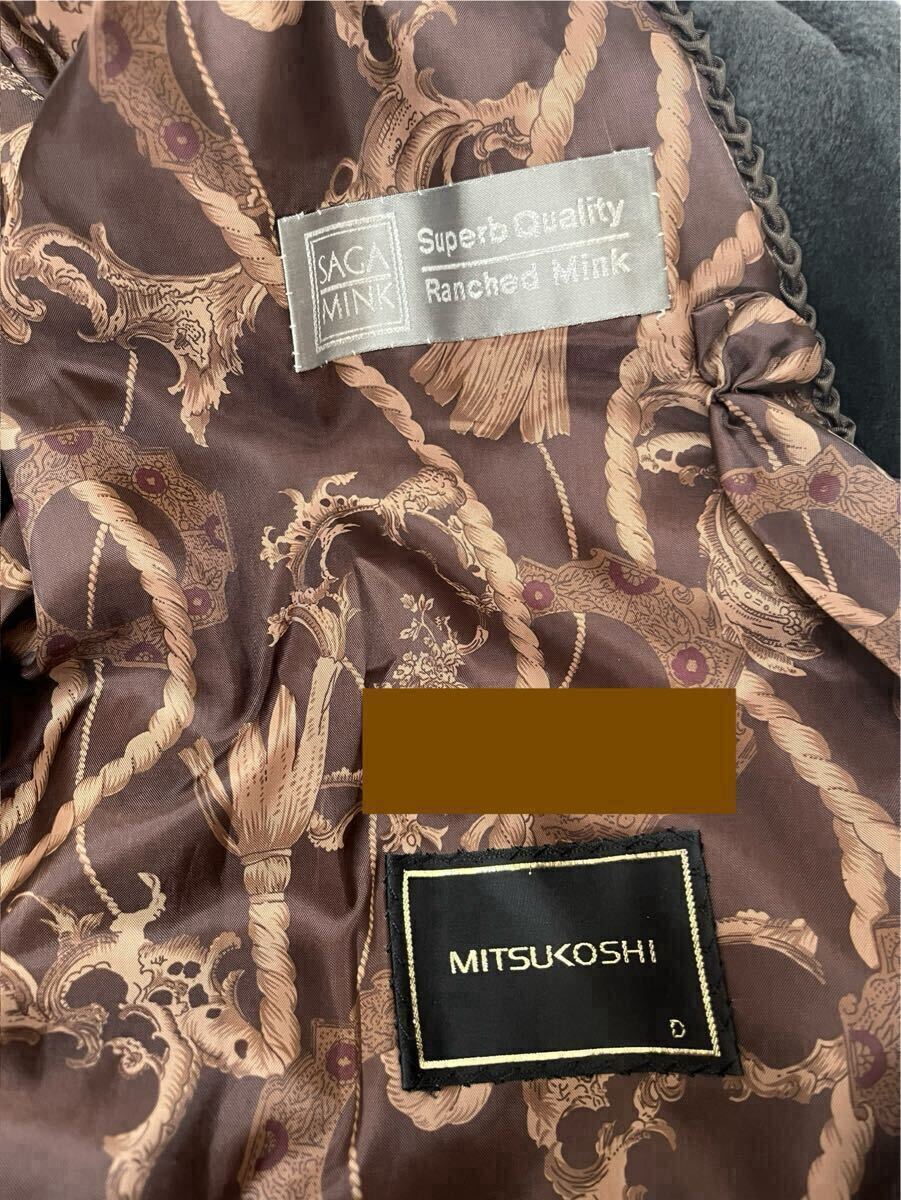 SAGA
MINK
Superb Quality
Ranched Mink
MITSUKOSHI
D